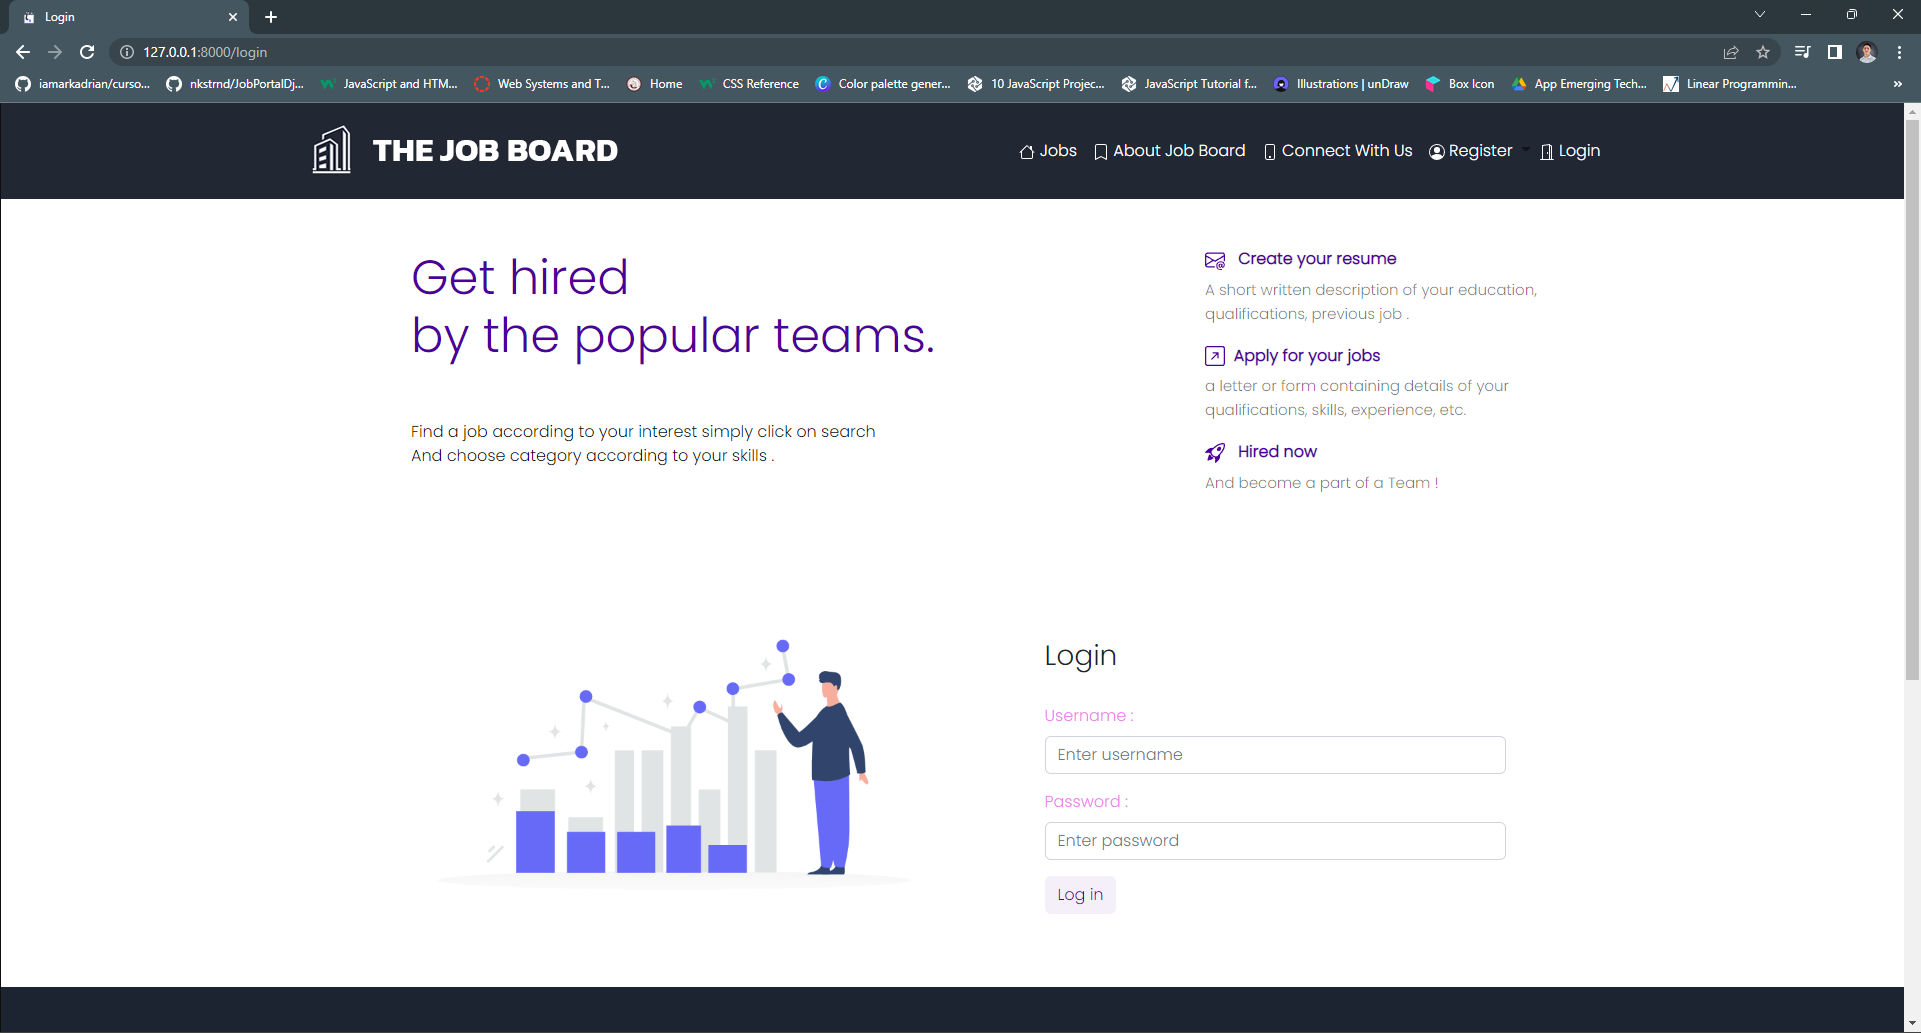 Login
127.0.0.1:8000/login
iamarkadrian/curso...
nkstrnd/JobPortalDj...
JavaScript and HTM...
Web Systems and T...
Home
CSS Reference
Color palette gener...
10 JavaScript Projec...
JavaScript Tutorial f...
Illustrations | unDraw
Box Icon
App Emerging Tech...
Linear Programmin...
THE JOB BOARD
Jobs
About Job Board
Connect With Us
Register
Login
Get hired
by the popular teams.
Find a job according to your interest simply click on search
And choose category according to your skills .
Create your resume
A short written description of your education,
qualifications, previous job .
Apply for your jobs
a letter or form containing details of your
qualifications, skills, experience, etc.
Hired now
And become a part of a Team !
Login
Username :
Enter username
Password :
Enter password
Log in